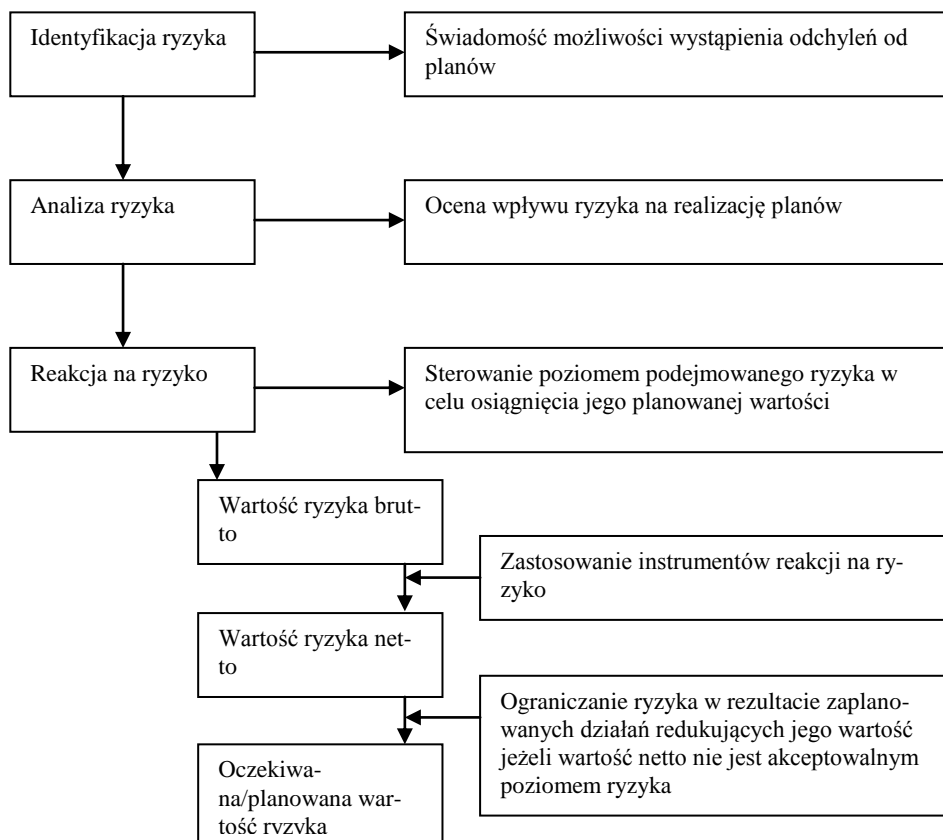 Identyfikacja ryzyka
Świadomość możliwości wystąpienia odchyleń od
planów
Analiza ryzyka
Ocena wpływu ryzyka na realizację planów
Reakcja na ryzyko
Sterowanie poziomem podejmowanego ryzyka w
celu osiągnięcia jego planowanej wartości
Wartość ryzyka brut-
to
Zastosowanie instrumentów reakcji na ry-
zyko
Wartość ryzyka net-
to
Ograniczanie ryzyka w rezultacie zaplano-
wanych działań redukujących jego wartość
jeżeli wartość netto nie jest akceptowalnym
poziomem ryzyka
Oczekiwa-
na/planowana war-
tość ryzyka